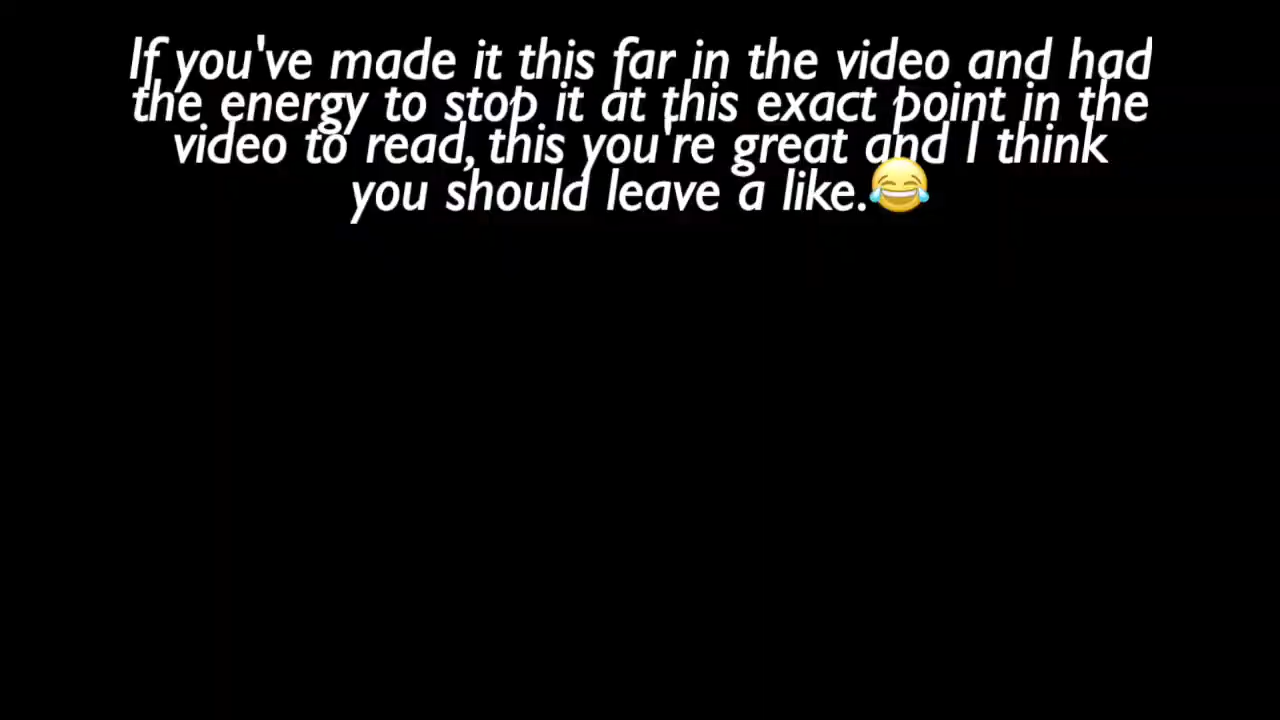 If you've made it this far in the video and had
the energy to stop it at this exact point in the
video to read, this you're great and I think
you should leave a like.😂